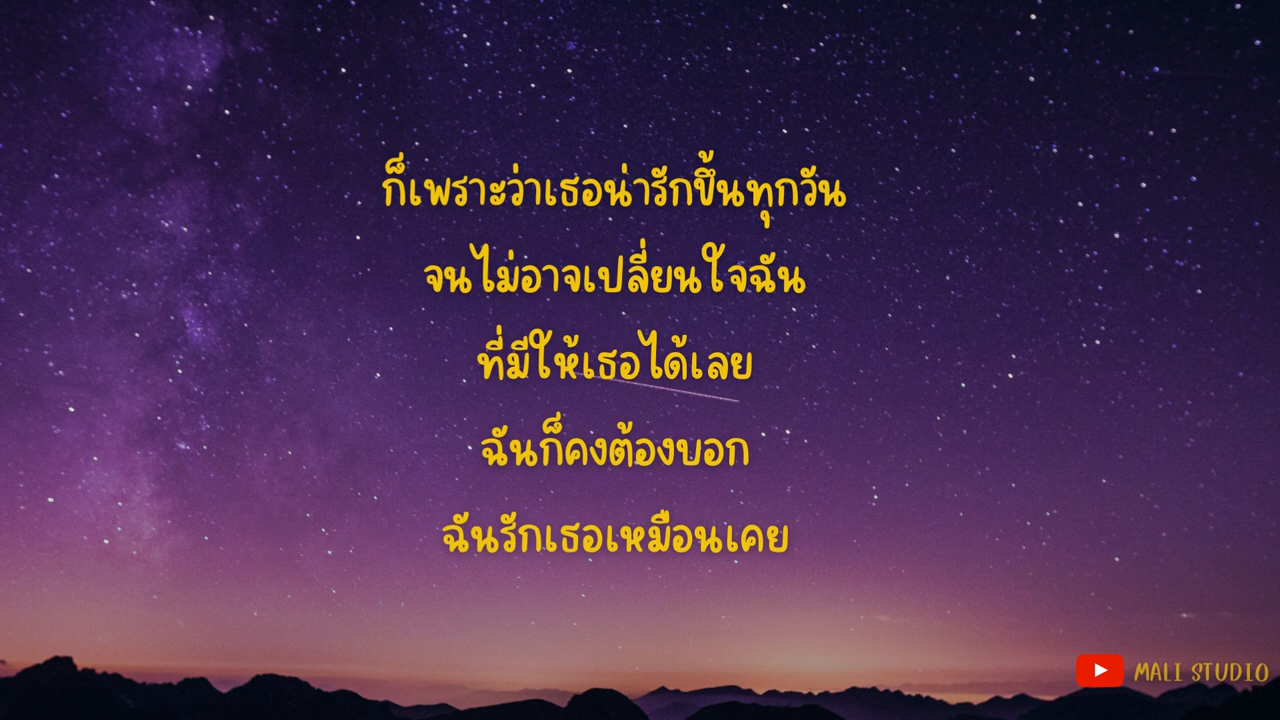 ก็เพราะว่าเธอน่ารักขึ้นทุกวัน
จนไม่อาจเปลี่ยนใจฉัน
ที่มีให้เธอได้เลย
ฉันก็คงต้องบอก
ฉันรักเธอเหมือนเคย
MALI STUDIO